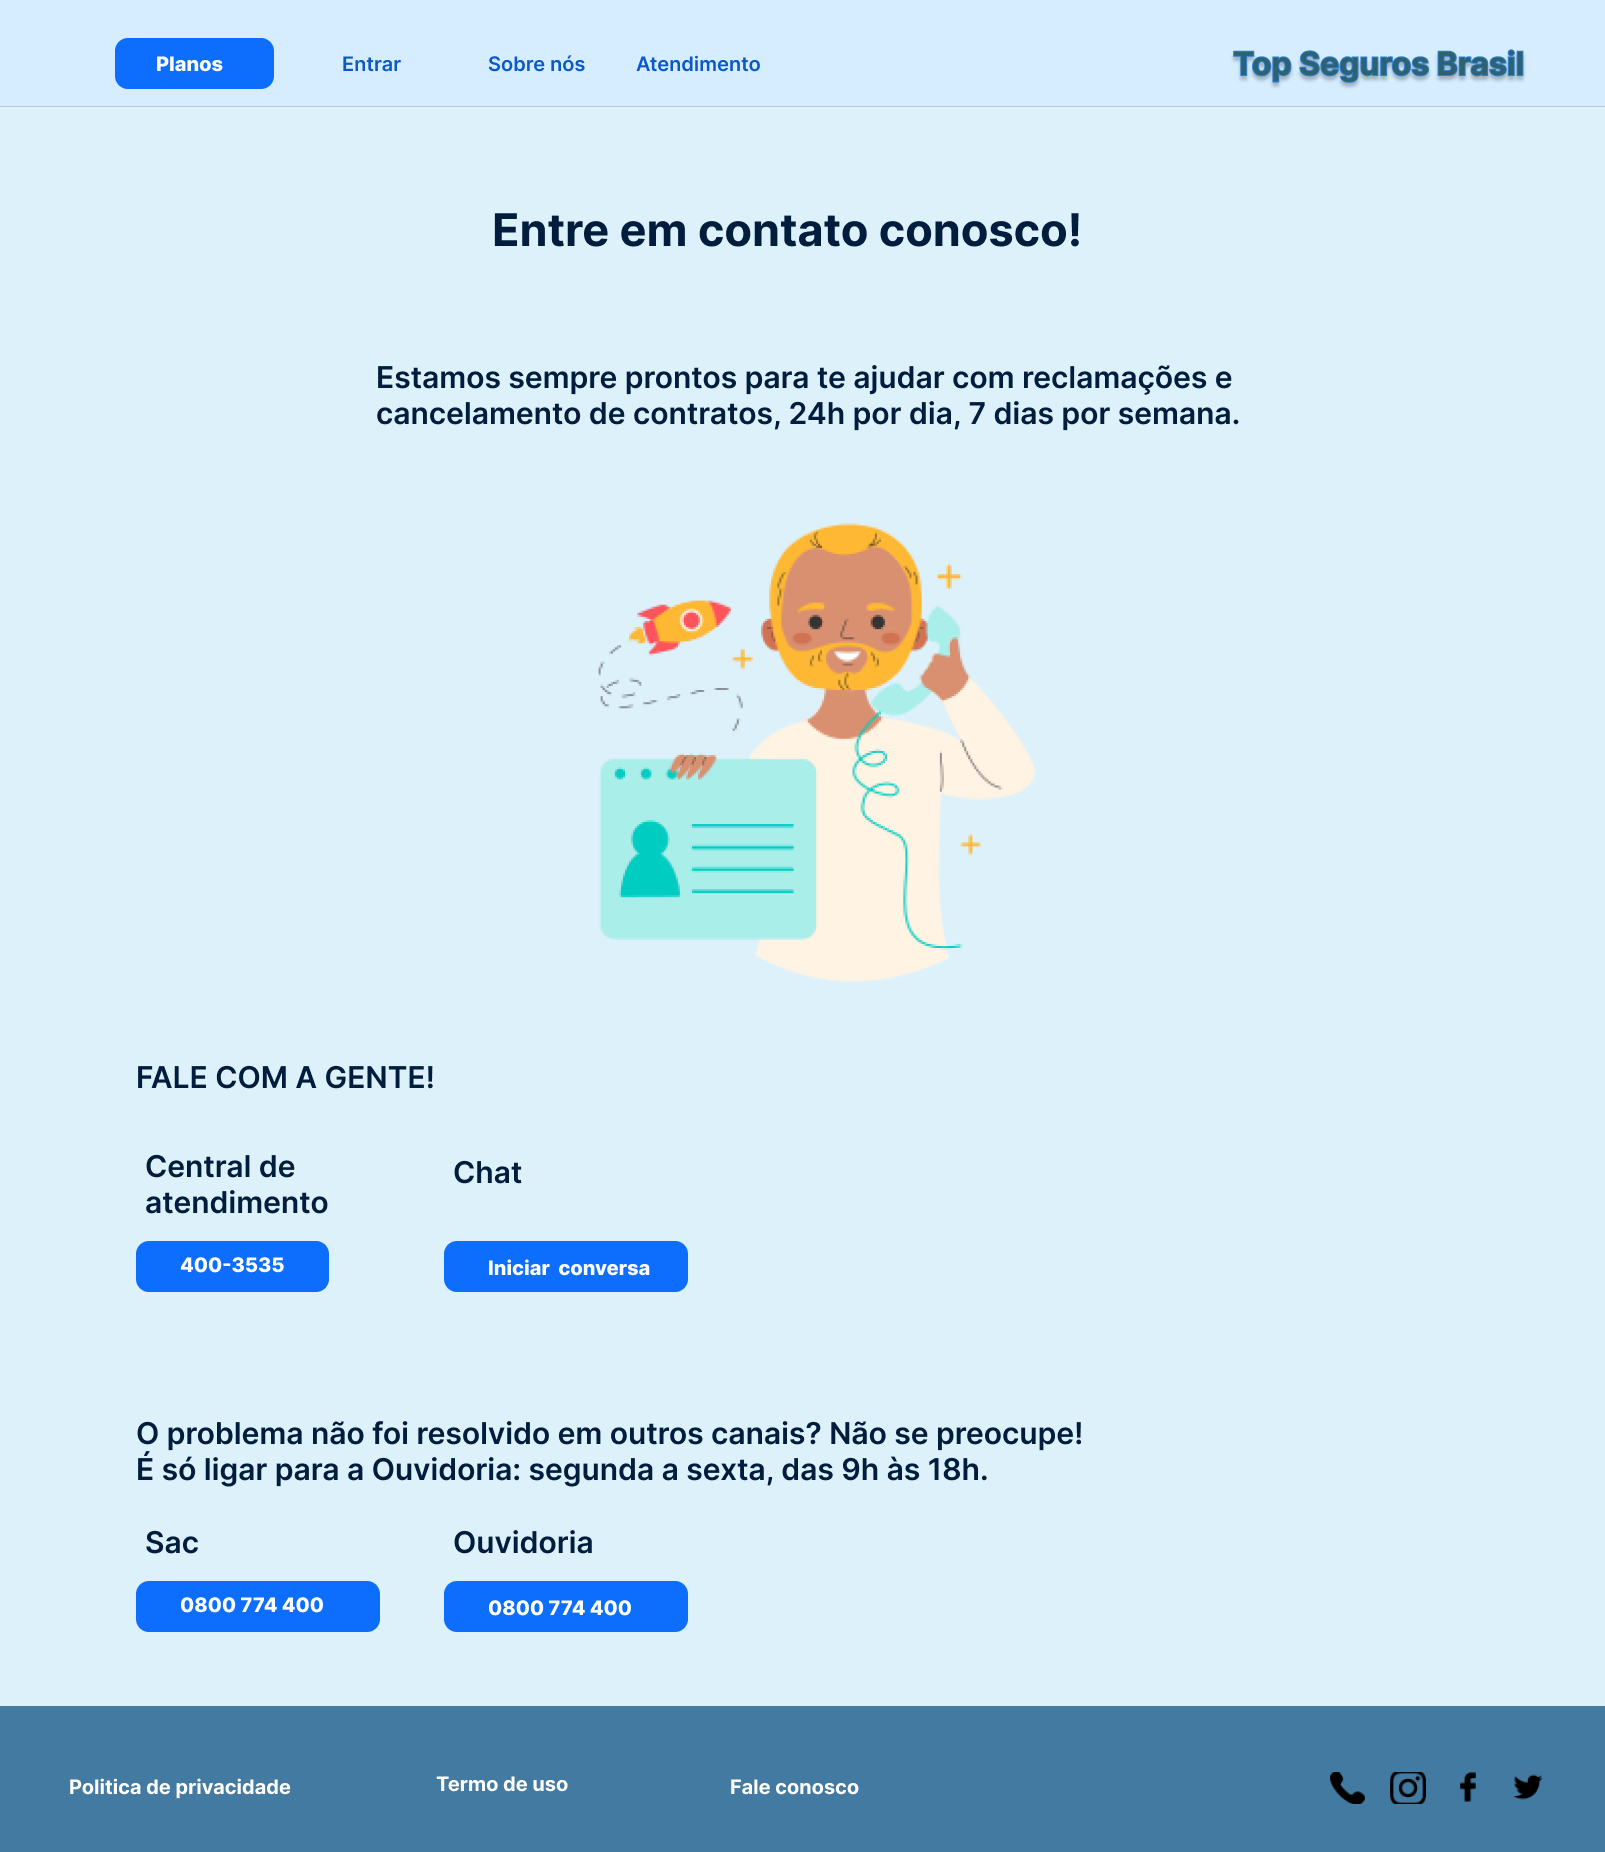 Planos
Entrar
Sobre nós
Atendimento
Top Seguros Brasil
Entre em contato conosco!
Estamos sempre prontos para te ajudar com reclamações e
cancelamento de contratos, 24h por dia, 7 dias por semana.
FALE COM A GENTE!
Central de
atendimento
Chat
400-3535
Iniciar conversa
O problema não foi resolvido em outros canais? Não se preocupe!
É só ligar para a Ouvidoria: segunda a sexta, das 9h às 18h.
Sac
Ouvidoria
0800 774 400
0800 774 400
Politica de privacidade
Termo de uso
Fale conosco